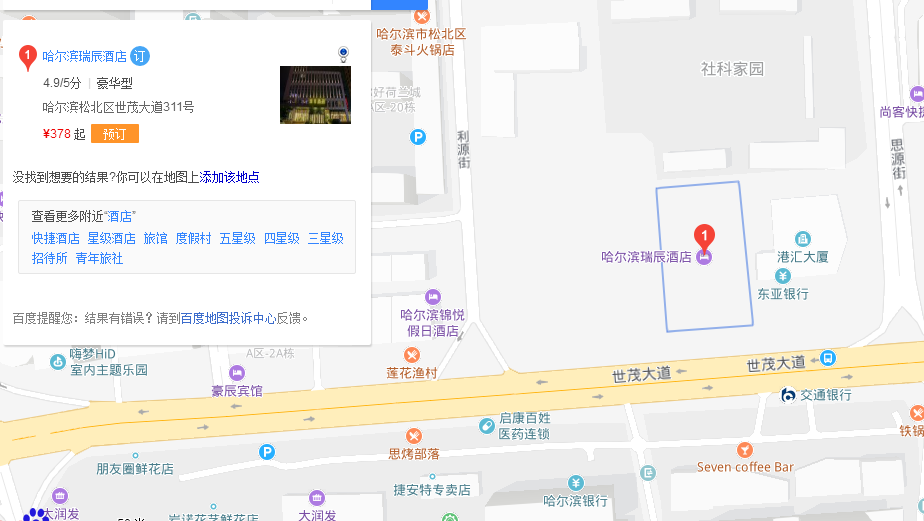 1
哈尔滨瑞辰酒店 订
4.9/5分 豪华型
哈尔滨松北区世茂大道311号
¥378 起 预订
没找到想要的结果?你可以在地图上添加该地点
查看更多附近“酒店”
快捷酒店 星级酒店 旅馆 度假村 五星级 四星级 三星级
招待所 青年旅社
百度提醒您：结果有错误？请到百度地图投诉中心反馈。
哈尔滨市松北区
泰斗火锅店
好荷兰城
区-20栋
P
利源街
社科家园
尚客快捷
思源街
1
哈尔滨瑞辰酒店
港汇大厦
东亚银行
哈尔滨锦悦
假日酒店
A区-2A栋
嗨梦HiD
室内主题乐园
豪辰宾馆
莲花渔村
世茂大道
世茂大道
交通银行
启康百姓
医药连锁
铁锅
思烤部落
P
朋友圈鲜花店
Seven coffee Bar
捷安特专卖店
哈尔滨银行
大润发
大润发